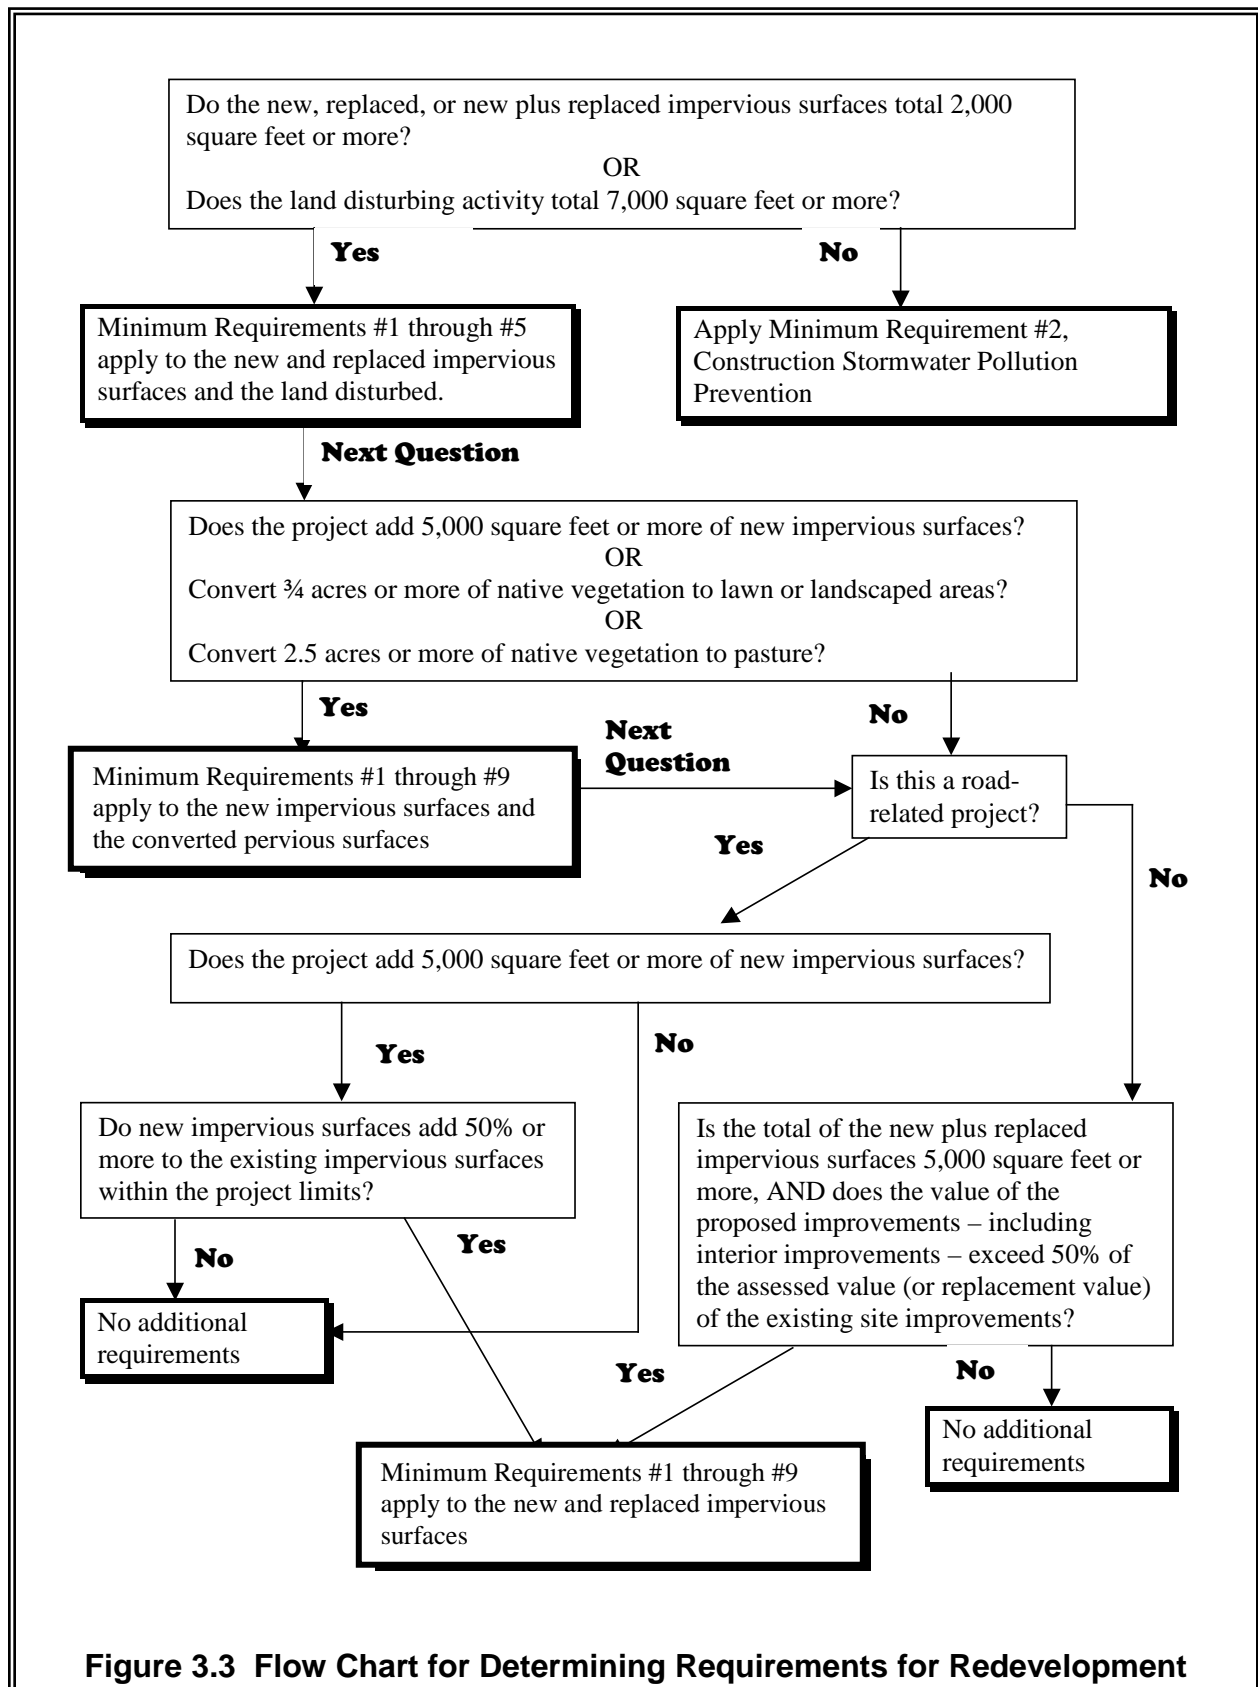 Do the new, replaced, or new plus replaced impervious surfaces total 2,000
square feet or more?
OR
Does the land disturbing activity total 7,000 square feet or more?
Yes
No
Minimum Requirements #1 through #5
apply to the new and replaced impervious
surfaces and the land disturbed.
Apply Minimum Requirement #2,
Construction Stormwater Pollution
Prevention
Next Question
Does the project add 5,000 square feet or more of new impervious surfaces?
OR
Convert ¾ acres or more of native vegetation to lawn or landscaped areas?
OR
Convert 2.5 acres or more of native vegetation to pasture?
Yes
No
Next
Question
Minimum Requirements #1 through #9
apply to the new impervious surfaces and
the converted pervious surfaces
Is this a road-
related project?
Yes
No
Does the project add 5,000 square feet or more of new impervious surfaces?
Yes
No
Do new impervious surfaces add 50% or
more to the existing impervious surfaces
within the project limits?
Is the total of the new plus replaced
impervious surfaces 5,000 square feet or
more, AND does the value of the
proposed improvements – including
interior improvements – exceed 50% of
the assessed value (or replacement value)
of the existing site improvements?
No
Yes
No additional
requirements
Yes
No
No additional
requirements
Minimum Requirements #1 through #9
apply to the new and replaced impervious
surfaces
Figure 3.3 Flow Chart for Determining Requirements for Redevelopment